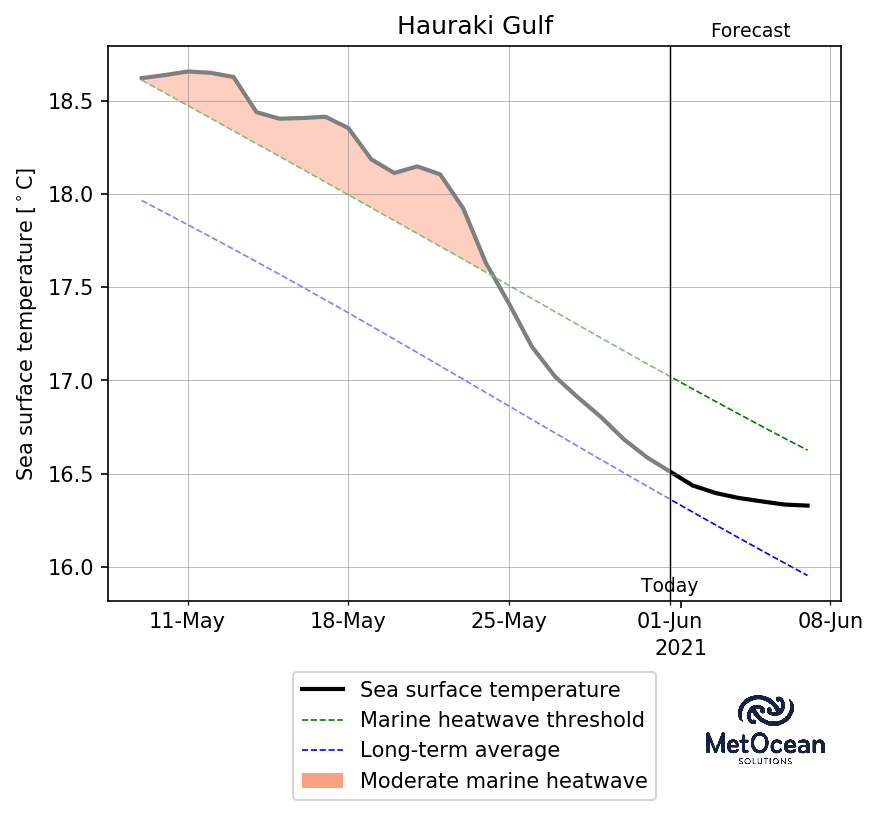 Hauraki Gulf
Forecast
Sea surface temperature [°C]
18.5
18.0
17.5
17.0
16.5
16.0
Today
11-May 18-May 25-May 01-Jun 08-Jun
2021
Sea surface temperature
Marine heatwave threshold
Long-term average
Moderate marine heatwave
MetOcean
SOLUTIONS